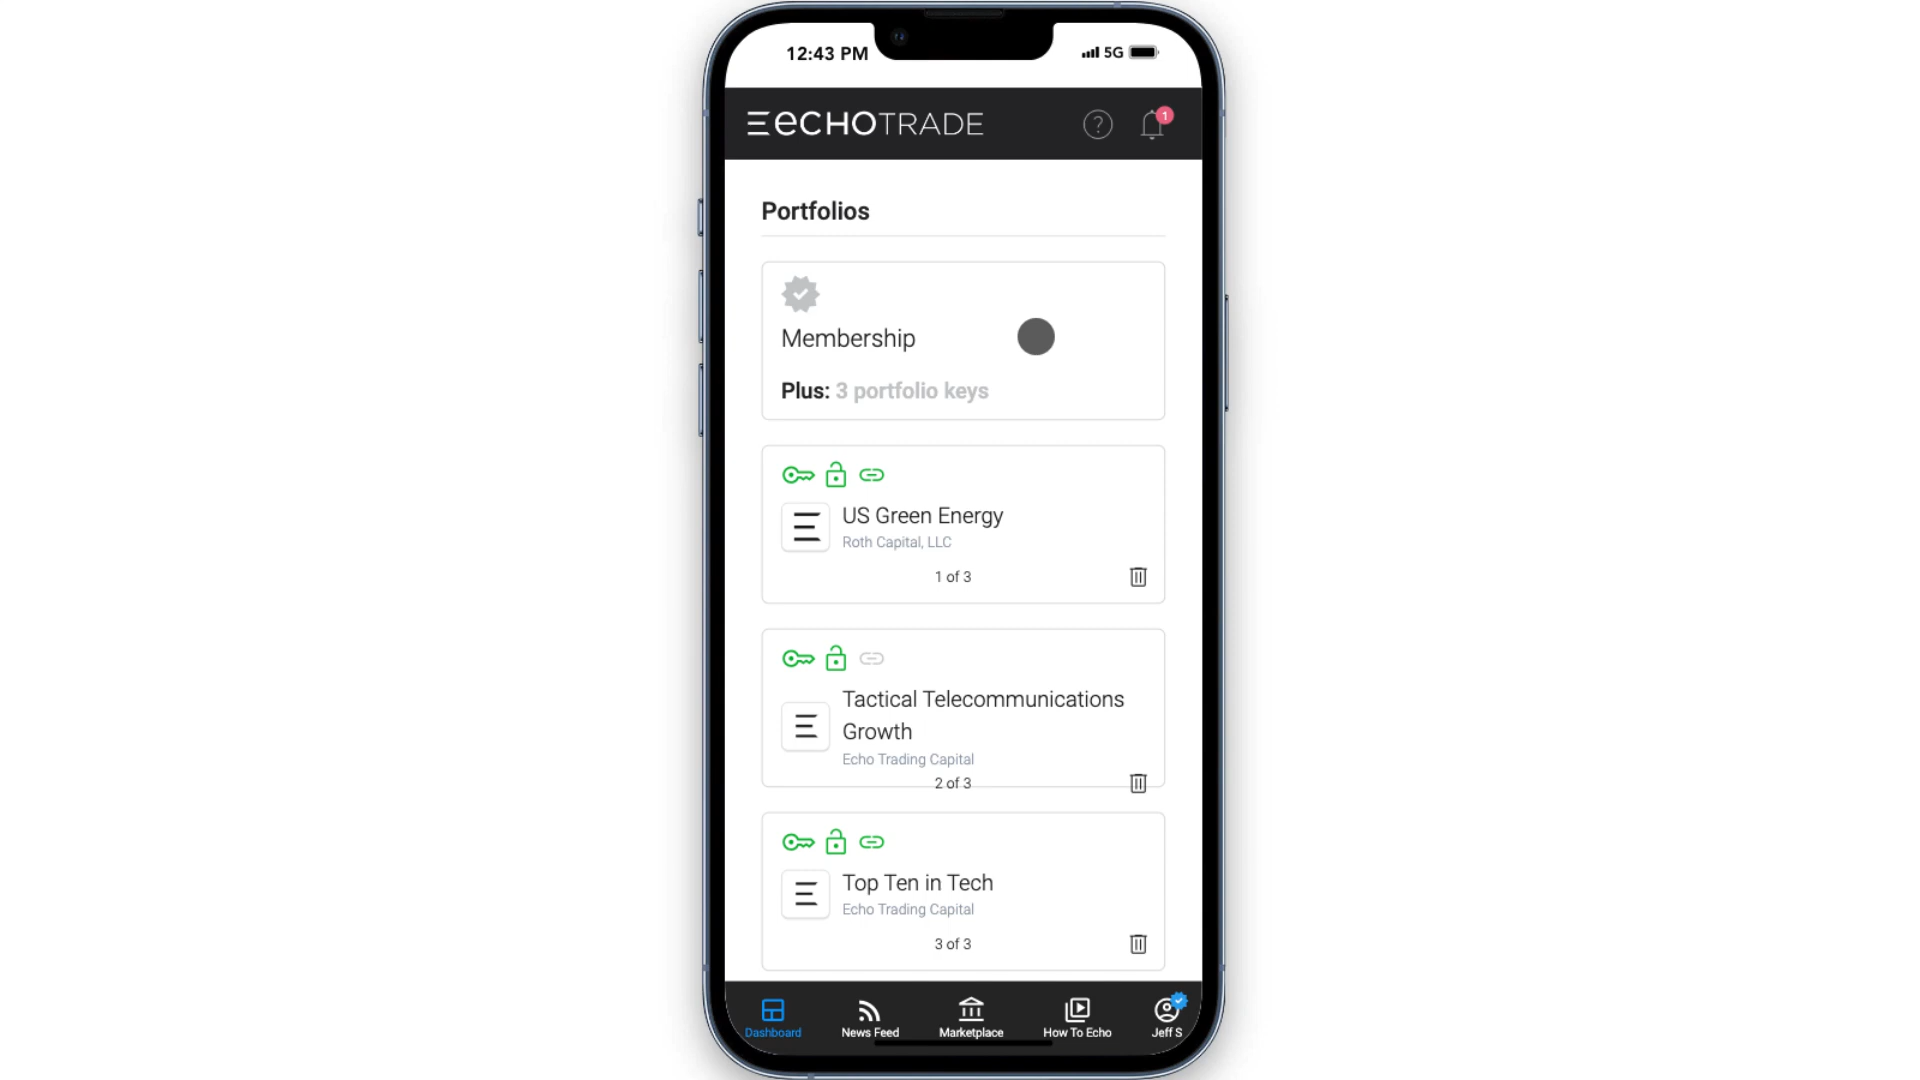 12:43 PM
5G
ECHOTRADE
?
1
Portfolios
Membership
Plus: 3 portfolio keys
US Green Energy
Roth Capital, LLC
1 of 3
Tactical Telecommunications
Growth
Echo Trading Capital
2 of 3
Top Ten in Tech
Echo Trading Capital
3 of 3
Dashboard
News Feed
Marketplace
How To Echo
Jeff S